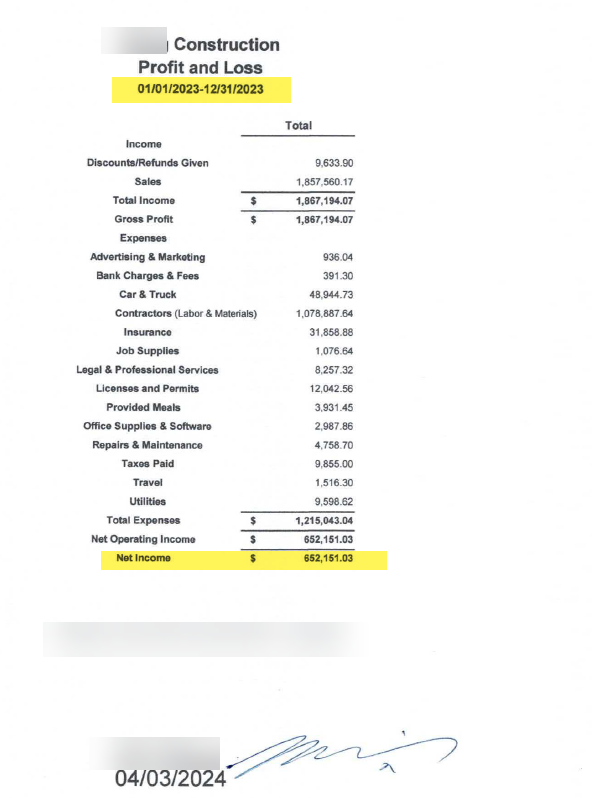 Construction
Profit and Loss
01/01/2023-12/31/2023
Total
Income
Discounts/Refunds Given 9,633.90
Sales 1,857,560.17
Total Income $ 1,867,194.07
Gross Profit $ 1,867,194.07
Expenses
Advertising & Marketing 936.04
Bank Charges & Fees 391.30
Car & Truck 48,944.73
Contractors (Labor & Materials) 1,078,887.64
Insurance 31,858.88
Job Supplies 1,076.64
Legal & Professional Services 8,257.32
Licenses and Permits 12,042.56
Provided Meals 3,931.45
Office Supplies & Software 2,987.86
Repairs & Maintenance 4,758.70
Taxes Paid 9,855.00
Travel 1,516.30
Utilities 9,598.62
Total Expenses $ 1,215,043.04
Net Operating Income $ 652,151.03
Net Income $ 652,151.03
04/03/2024